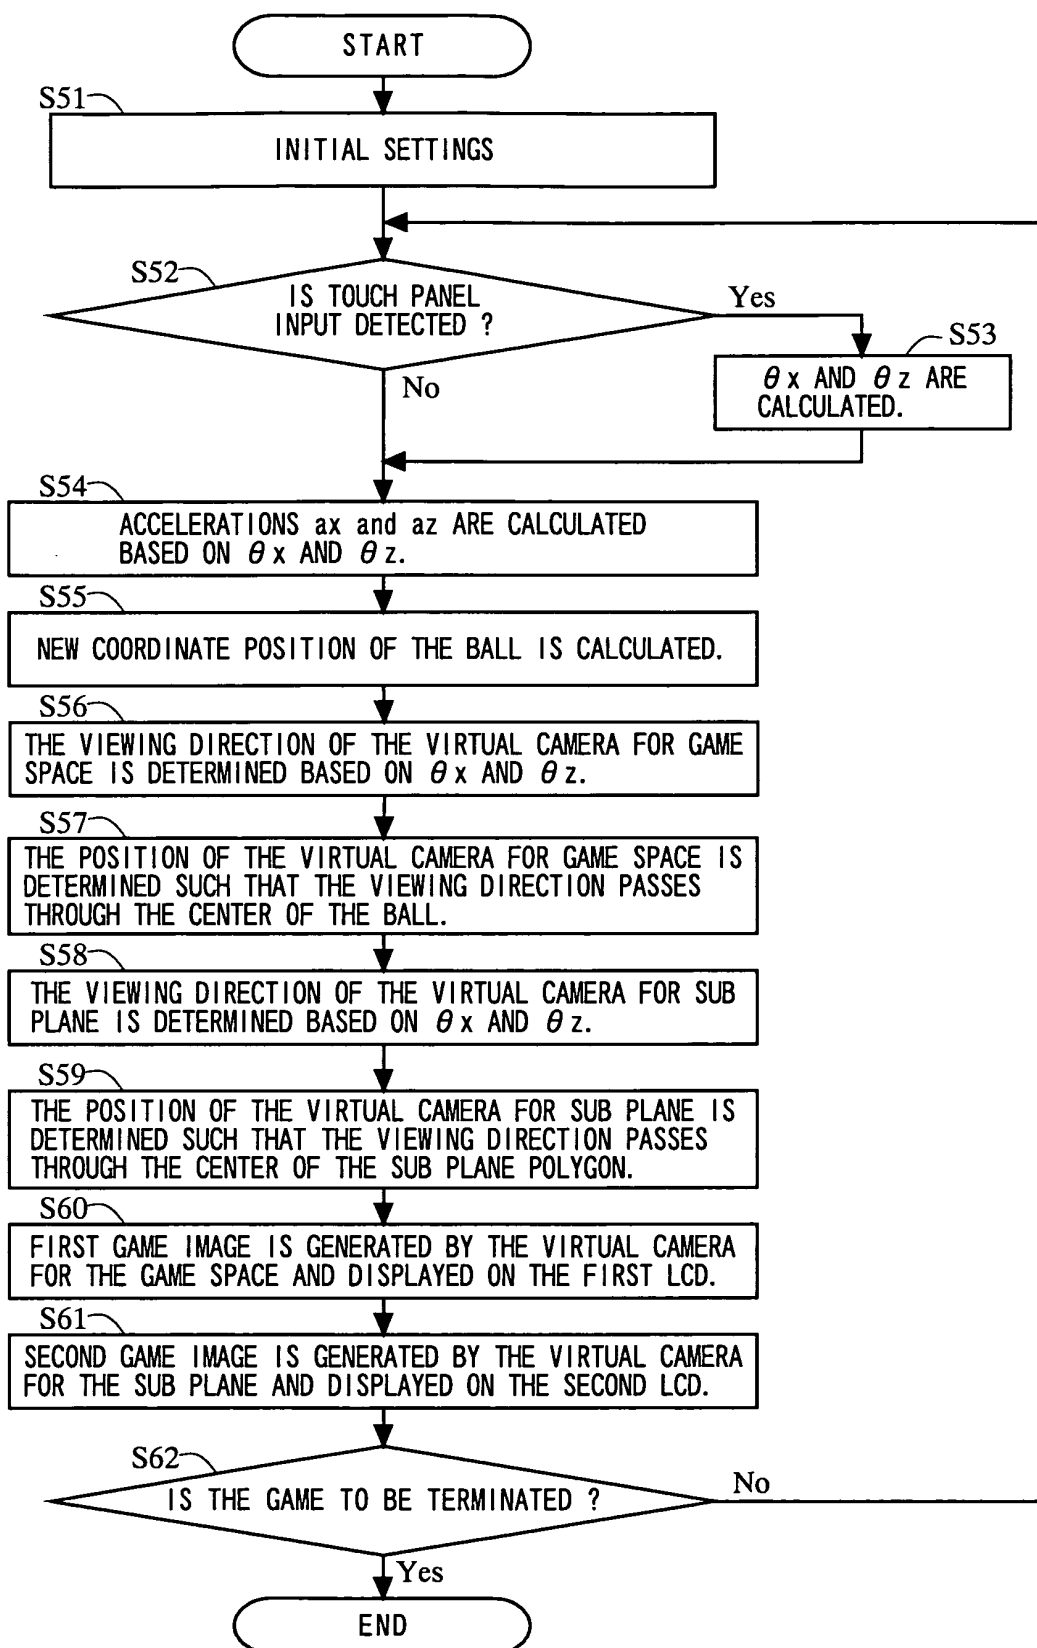 START
S51
INITIAL SETTINGS
S52
IS TOUCH PANEL
INPUT DETECTED ?
Yes
S53
θx AND θz ARE
CALCULATED.
No
S54
ACCELERATIONS ax and az ARE CALCULATED
BASED ON θx AND θz.
S55
NEW COORDINATE POSITION OF THE BALL IS CALCULATED.
S56
THE VIEWING DIRECTION OF THE VIRTUAL CAMERA FOR GAME
SPACE IS DETERMINED BASED ON θx AND θz.
S57
THE POSITION OF THE VIRTUAL CAMERA FOR GAME SPACE IS
DETERMINED SUCH THAT THE VIEWING DIRECTION PASSES
THROUGH THE CENTER OF THE BALL.
S58
THE VIEWING DIRECTION OF THE VIRTUAL CAMERA FOR SUB
PLANE IS DETERMINED BASED ON θx AND θz.
S59
THE POSITION OF THE VIRTUAL CAMERA FOR SUB PLANE IS
DETERMINED SUCH THAT THE VIEWING DIRECTION PASSES
THROUGH THE CENTER OF THE SUB PLANE POLYGON.
S60
FIRST GAME IMAGE IS GENERATED BY THE VIRTUAL CAMERA
FOR THE GAME SPACE AND DISPLAYED ON THE FIRST LCD.
S61
SECOND GAME IMAGE IS GENERATED BY THE VIRTUAL CAMERA
FOR THE SUB PLANE AND DISPLAYED ON THE SECOND LCD.
S62
IS THE GAME TO BE TERMINATED ?
No
Yes
END